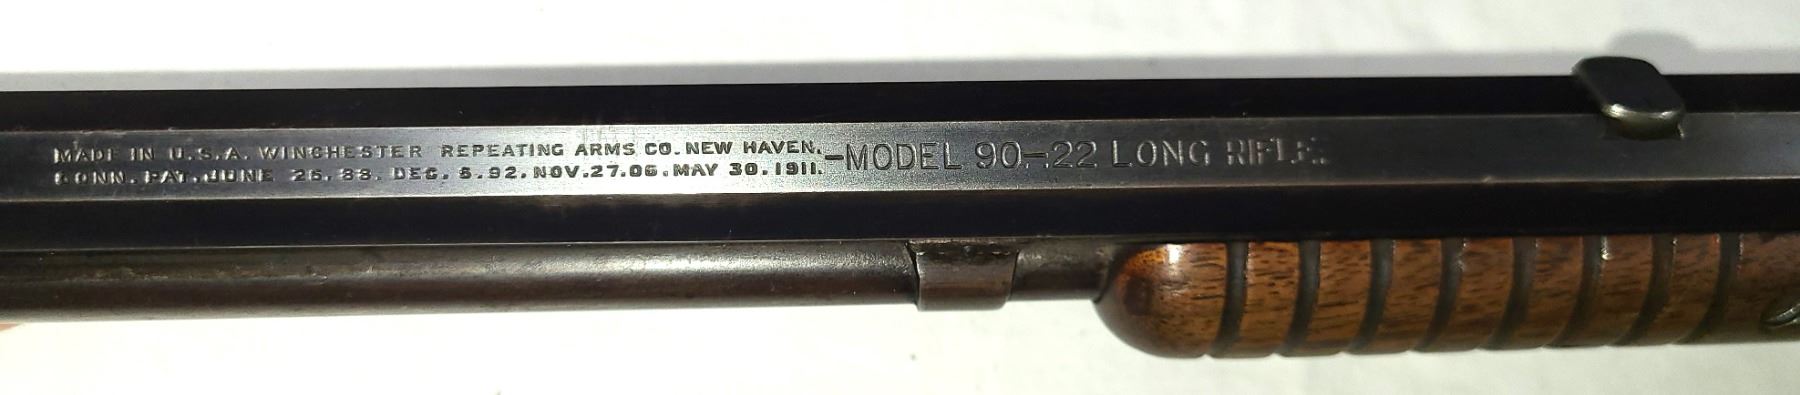 MADE IN U.S.A. WINCHESTER REPEATING ARMS CO. NEW HAVEN.
CONN. PAT. JUNE 26. 88. DEC. 6. 92. NOV. 27. 06. MAY 30. 1911.
-MODEL 90-22 LONG RIFLE.